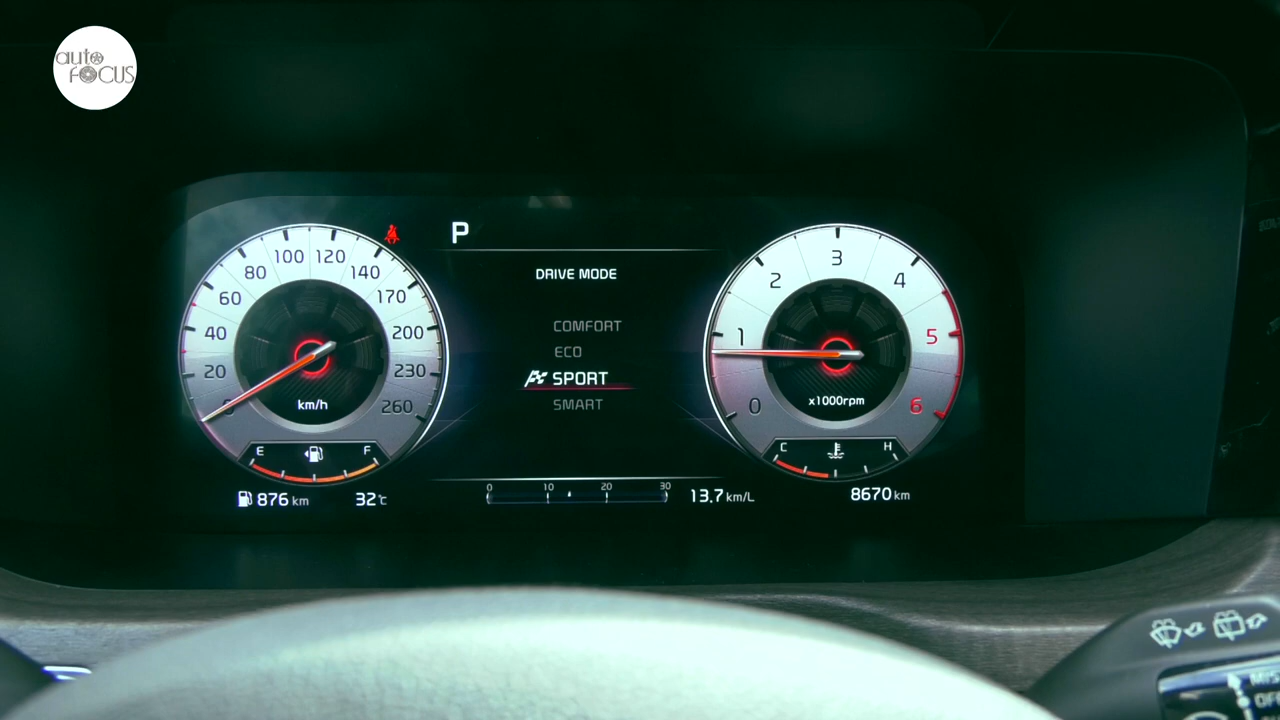 auto
FOCUS
P
DRIVE MODE
COMFORT
ECO
SPORT
SMART
0 20 40 60 80 100 120 140 170 200 230 260
km/h
E F
0 1 2 3 4 5 6
x1000rpm
C H
0 10 20 30
876 km
32°C
13.7 km/L
8670 km